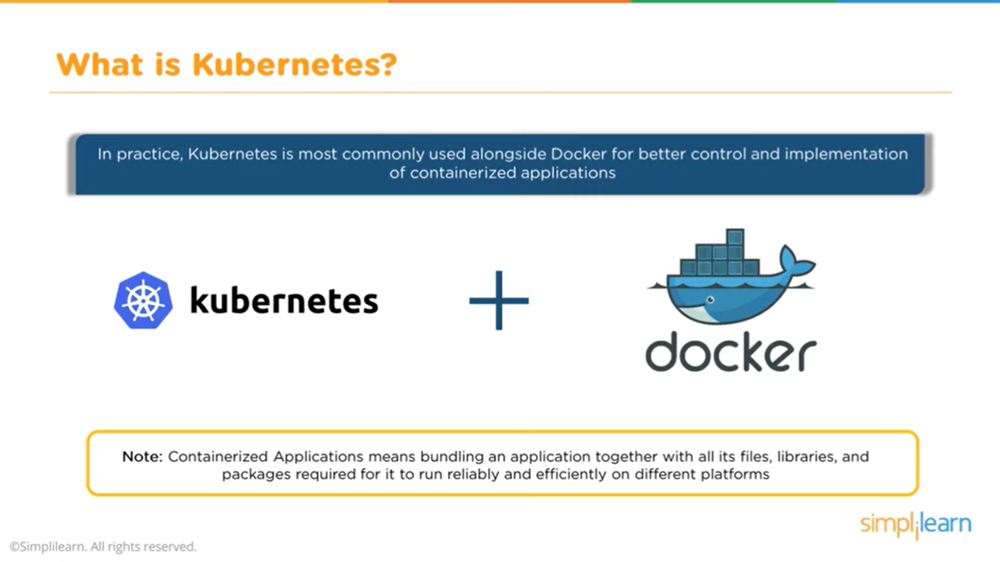 What is Kubernetes?
In practice, Kubernetes is most commonly used alongside Docker for better control and implementation
of containerized applications
kubernetes
docker
Note: Containerized Applications means bundling an application together with all its files, libraries, and
packages required for it to run reliably and efficiently on different platforms
simplilearn
©Simplilearn. All rights reserved.